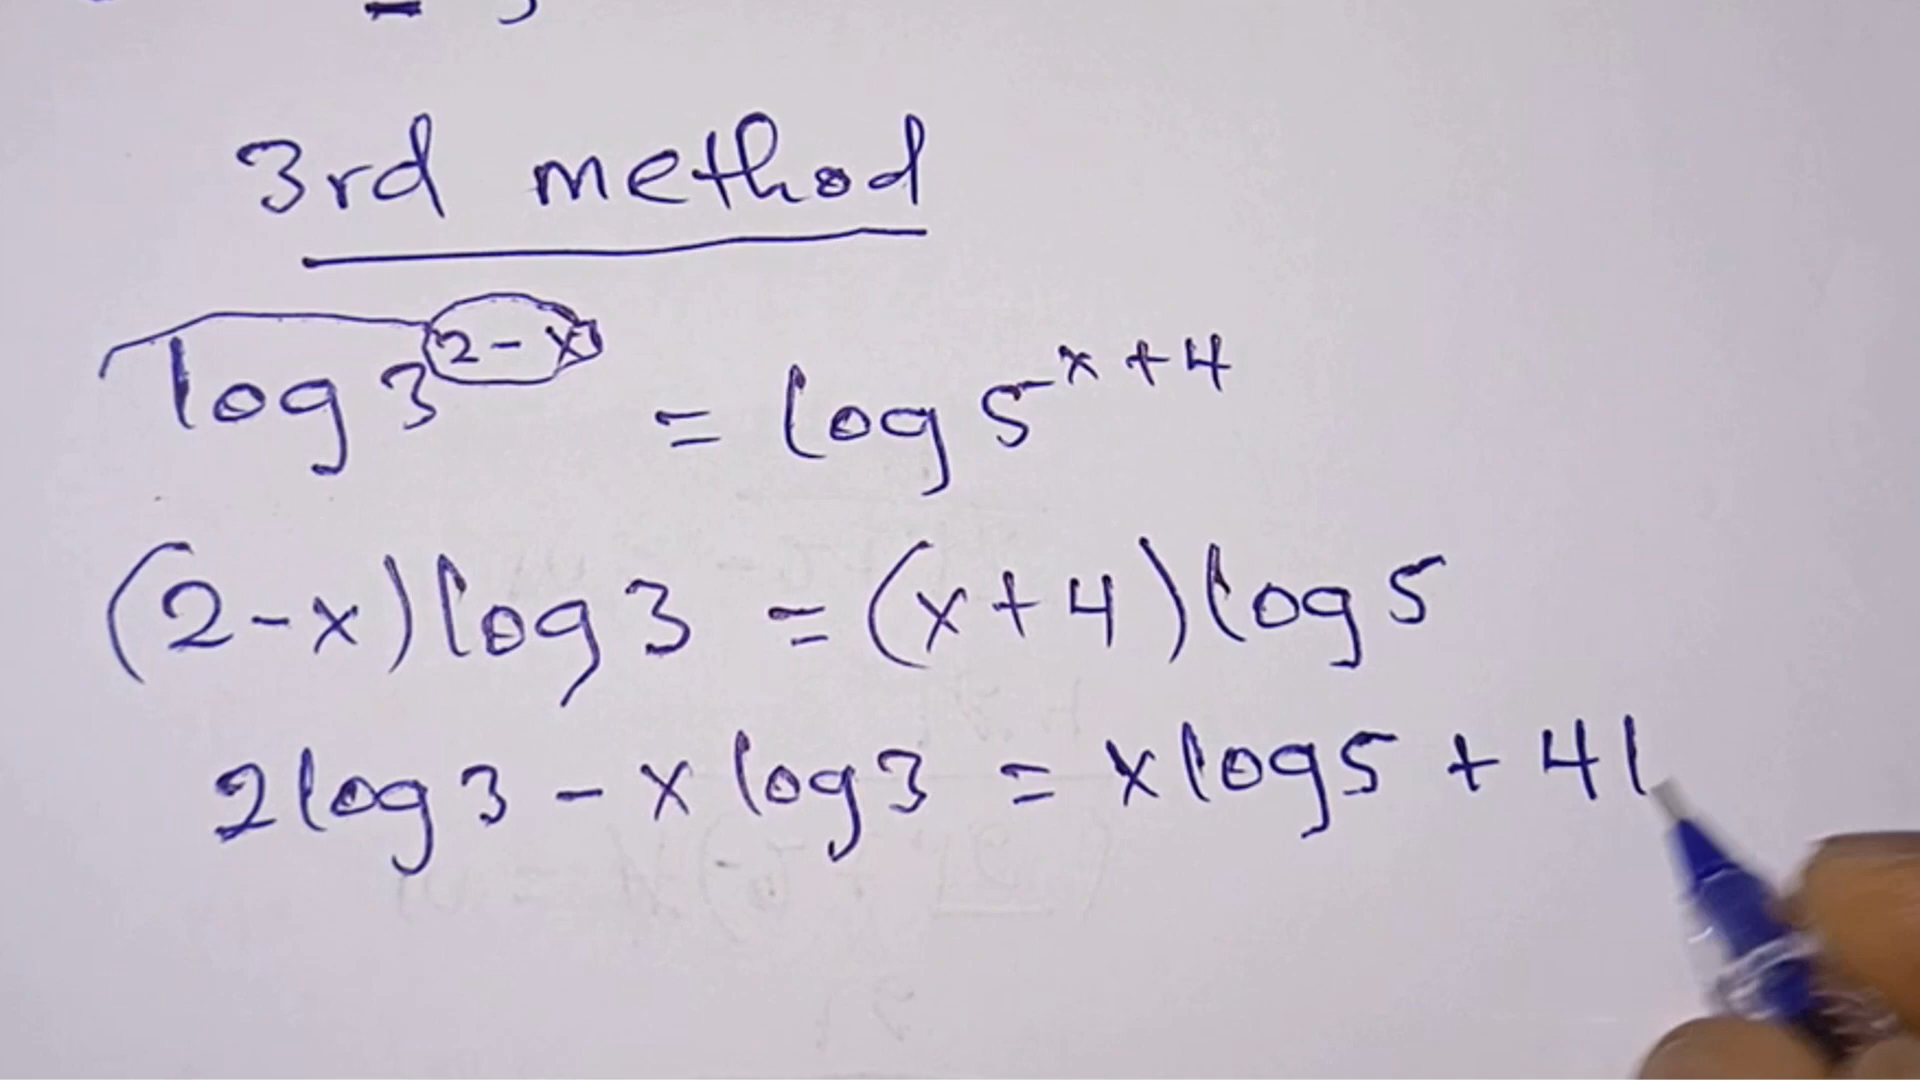 3rd method
log 3^(2-x) = log 5^(x+4)
(2-x) log 3 = (x+4) log 5
2 log 3 - x log 3 = x log 5 + 4 l